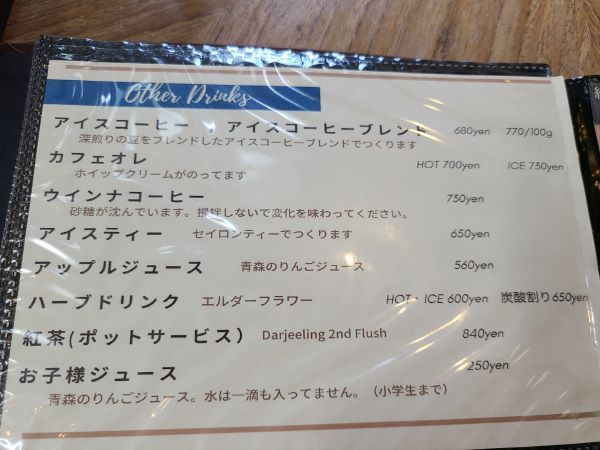 Other Drinks
アイスコーヒー ・ アイスコーヒーブレンド 680yen 770/100g
深煎りの豆をブレンドしたアイスコーヒーブレンドでつくります
カフェオレ HOT 700yen ICE 730yen
ホイップクリームがのってます
ウインナコーヒー 730yen
砂糖が沈んでいます。攪拌しないで変化を味わってください。
アイスティー セイロンティーでつくります 650yen
アップルジュース 青森のりんごジュース 560yen
ハーブドリンク エルダーフラワー HOT・ICE 600yen 炭酸割り650yen
紅茶(ポットサービス) Darjeeling 2nd Flush 840yen
お子様ジュース 250yen
青森のりんごジュース。水は一滴も入ってません。(小学生まで)